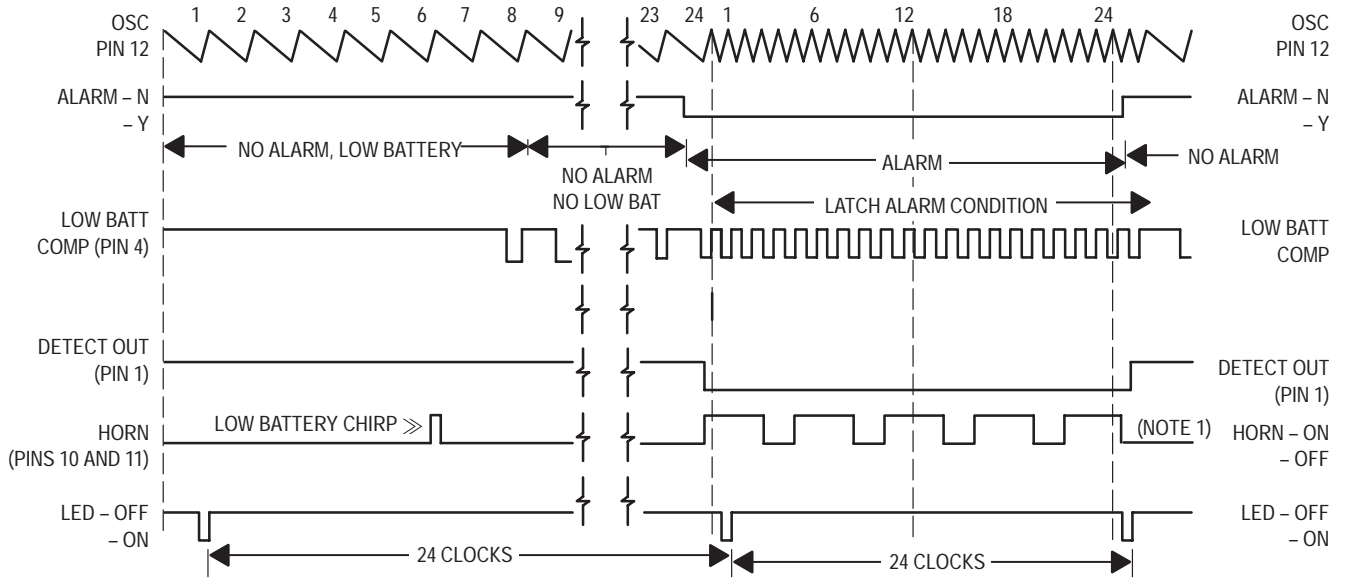 1 2 3 4 5 6 7 8 9 23 24 1 6 12 18 24
OSC
PIN 12
OSC
PIN 12
ALARM – N
– Y
ALARM – N
– Y
NO ALARM, LOW BATTERY
NO ALARM
NO LOW BAT
ALARM
NO ALARM
LATCH ALARM CONDITION
LOW BATT
COMP (PIN 4)
LOW BATT
COMP
DETECT OUT
(PIN 1)
DETECT OUT
(PIN 1)
HORN
(PINS 10 AND 11)
LOW BATTERY CHIRP ≫
(NOTE 1)
HORN – ON
– OFF
LED – OFF
– ON
LED – OFF
– ON
24 CLOCKS
24 CLOCKS